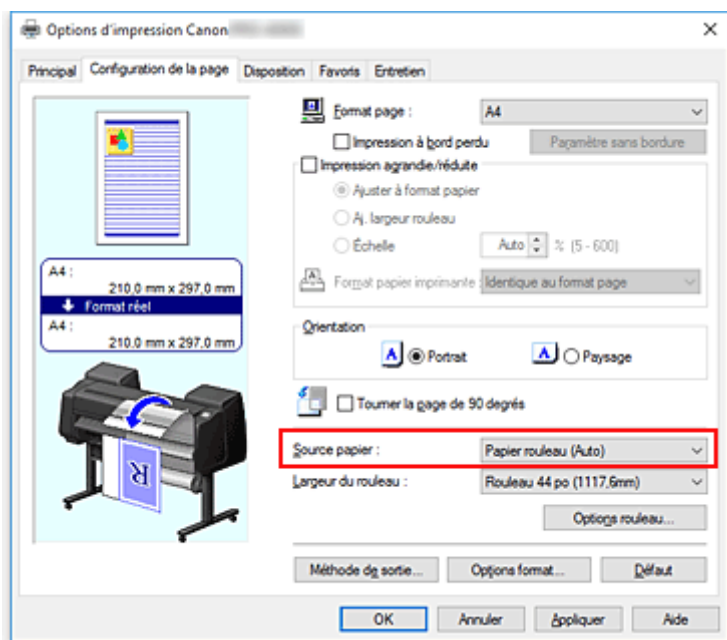 Options d'impression Canon
Principal Configuration de la page Disposition Favoris Entretien
Format page : A4
Impression à bord perdu Paramètre sans bordure
Impression agrandie/réduite
Ajuster à format papier
Aj. largeur rouleau
Échelle Auto % (5 - 600)
Format papier imprimante : Identique au format page
A4 :
210,0 mm x 297,0 mm
Format réel
A4 :
210,0 mm x 297,0 mm
Orientation
A Portrait A Paysage
Tourner la page de 90 degrés
R
Source papier : Papier rouleau (Auto)
Largeur du rouleau : Rouleau 44 po (1117,6mm)
Options rouleau...
Méthode de sortie... Options format... Défaut
OK Annuler Appliquer Aide